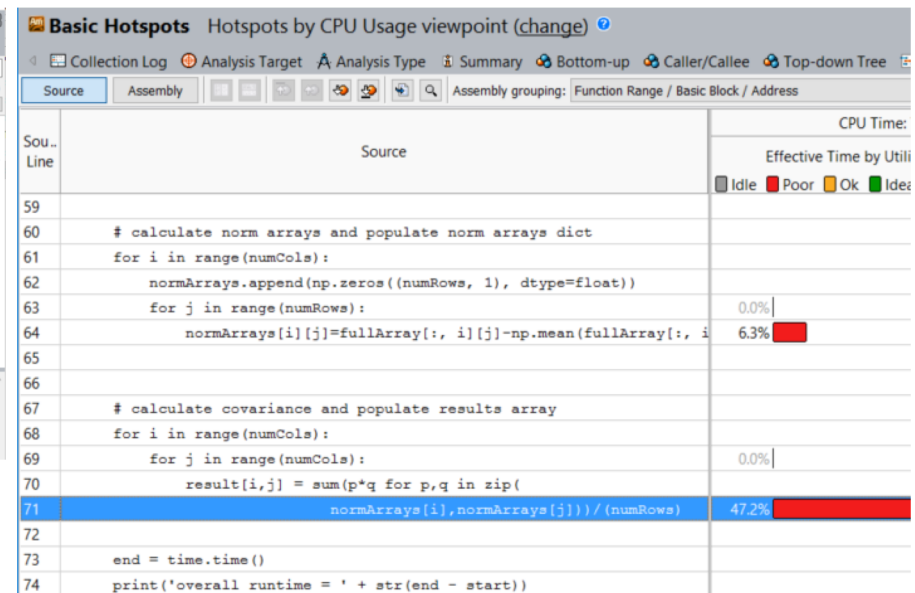 Basic Hotspots Hotspots by CPU Usage viewpoint (change) ?
Collection Log Analysis Target Analysis Type Summary Bottom-up Caller/Callee Top-down Tree
Source Assembly Assembly grouping: Function Range / Basic Block / Address
Sou.. Line Source CPU Time:
Effective Time by Utili
Idle Poor Ok Idea
59
60 # calculate norm arrays and populate norm arrays dict
61 for i in range(numCols):
62 normArrays.append(np.zeros((numRows, 1), dtype=float))
63 for j in range(numRows): 0.0%
64 normArrays[i][j]=fullArray[:, i][j]-np.mean(fullArray[:, i 6.3%
65
66
67 # calculate covariance and populate results array
68 for i in range(numCols):
69 for j in range(numCols): 0.0%
70 result[i,j] = sum(p*q for p,q in zip(
71 normArrays[i],normArrays[j]))/(numRows) 47.2%
72
73 end = time.time()
74 print('overall runtime = ' + str(end - start))